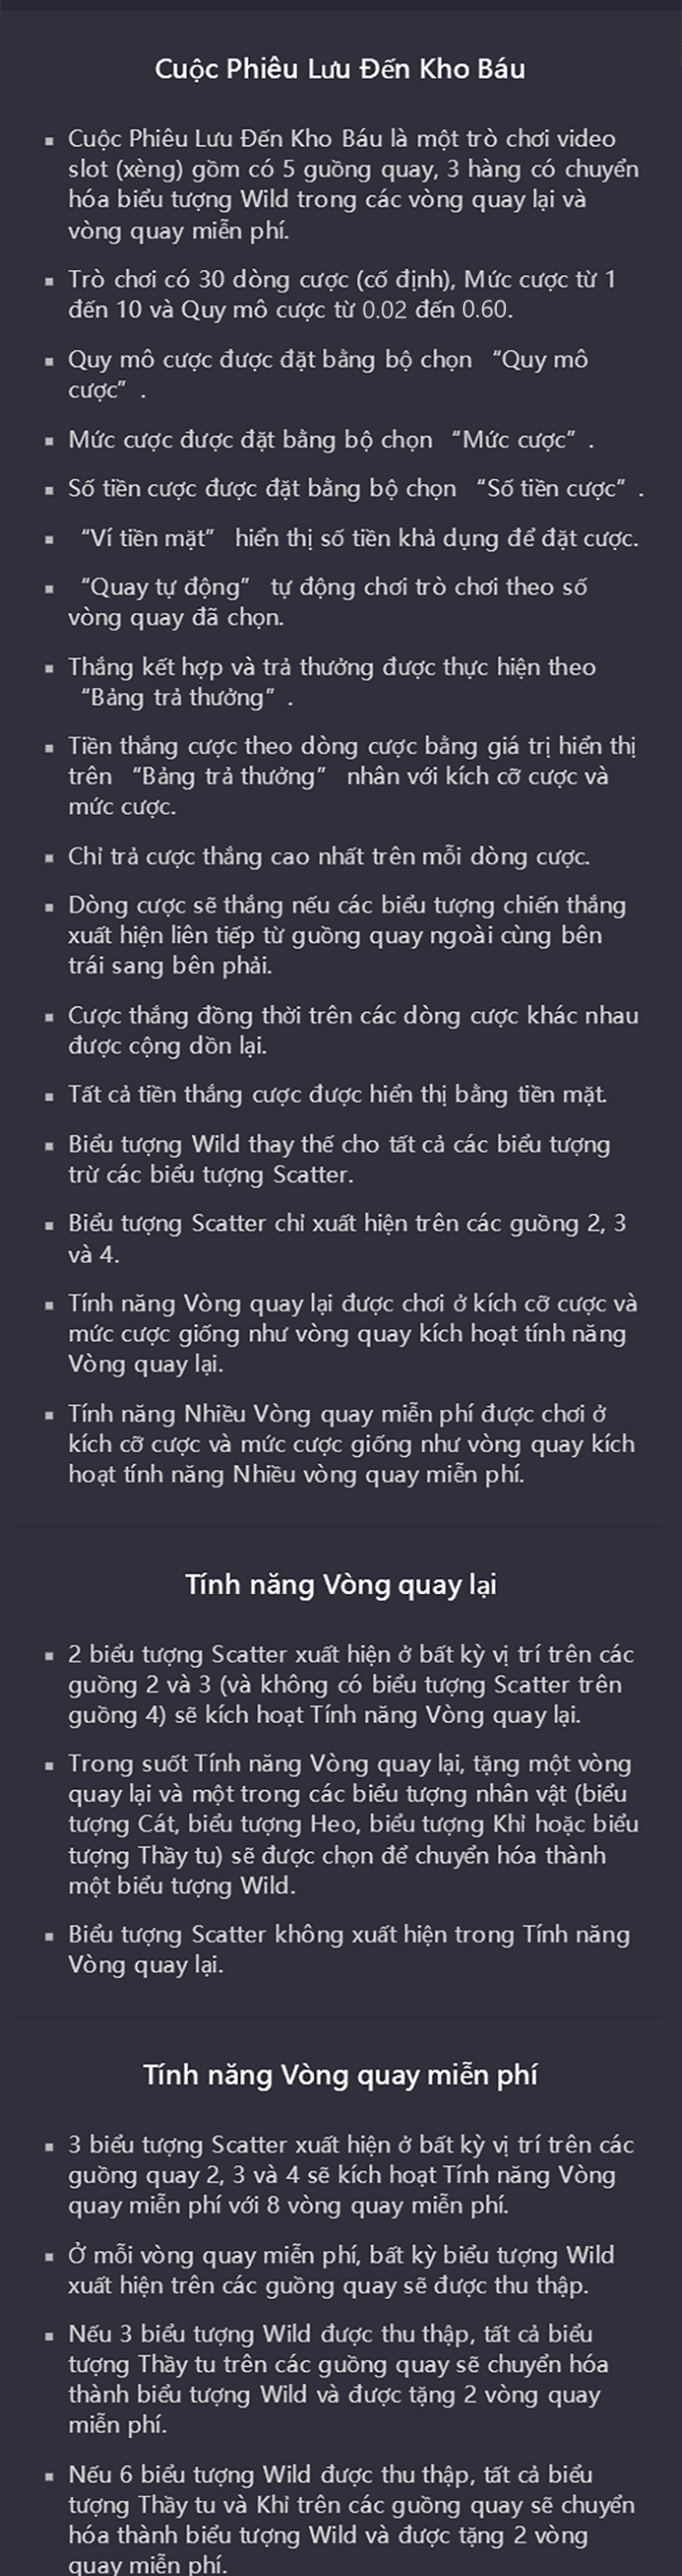 Cuộc Phiêu Lưu Đến Kho Báu
▪ Cuộc Phiêu Lưu Đến Kho Báu là một trò chơi video
slot (xèng) gồm có 5 guồng quay, 3 hàng có chuyển
hóa biểu tượng Wild trong các vòng quay lại và
vòng quay miễn phí.
▪ Trò chơi có 30 dòng cược (cố định), Mức cược từ 1
đến 10 và Quy mô cược từ 0.02 đến 0.60.
▪ Quy mô cược được đặt bằng bộ chọn “Quy mô
cược” .
▪ Mức cược được đặt bằng bộ chọn “Mức cược” .
▪ Số tiền cược được đặt bằng bộ chọn “Số tiền cược” .
▪ “Ví tiền mặt” hiển thị số tiền khả dụng để đặt cược.
▪ “Quay tự động” tự động chơi trò chơi theo số
vòng quay đã chọn.
▪ Thắng kết hợp và trả thưởng được thực hiện theo
“Bảng trả thưởng” .
▪ Tiền thắng cược theo dòng cược bằng giá trị hiển thị
trên “Bảng trả thưởng” nhân với kích cỡ cược và
mức cược.
▪ Chỉ trả cược thắng cao nhất trên mỗi dòng cược.
▪ Dòng cược sẽ thắng nếu các biểu tượng chiến thắng
xuất hiện liên tiếp từ guồng quay ngoài cùng bên
trái sang bên phải.
▪ Cược thắng đồng thời trên các dòng cược khác nhau
được cộng dồn lại.
▪ Tất cả tiền thắng cược được hiển thị bằng tiền mặt.
▪ Biểu tượng Wild thay thế cho tất cả các biểu tượng
trừ các biểu tượng Scatter.
▪ Biểu tượng Scatter chỉ xuất hiện trên các guồng 2, 3
và 4.
▪ Tính năng Vòng quay lại được chơi ở kích cỡ cược và
mức cược giống như vòng quay kích hoạt tính năng
Vòng quay lại.
▪ Tính năng Nhiều Vòng quay miễn phí được chơi ở
kích cỡ cược và mức cược giống như vòng quay kích
hoạt tính năng Nhiều vòng quay miễn phí.
Tính năng Vòng quay lại
▪ 2 biểu tượng Scatter xuất hiện ở bất kỳ vị trí trên các
guồng 2 và 3 (và không có biểu tượng Scatter trên
guồng 4) sẽ kích hoạt Tính năng Vòng quay lại.
▪ Trong suốt Tính năng Vòng quay lại, tặng một vòng
quay lại và một trong các biểu tượng nhân vật (biểu
tượng Cát, biểu tượng Heo, biểu tượng Khỉ hoặc biểu
tượng Thầy tu) sẽ được chọn để chuyển hóa thành
một biểu tượng Wild.
▪ Biểu tượng Scatter không xuất hiện trong Tính năng
Vòng quay lại.
Tính năng Vòng quay miễn phí
▪ 3 biểu tượng Scatter xuất hiện ở bất kỳ vị trí trên các
guồng quay 2, 3 và 4 sẽ kích hoạt Tính năng Vòng
quay miễn phí với 8 vòng quay miễn phí.
▪ Ở mỗi vòng quay miễn phí, bất kỳ biểu tượng Wild
xuất hiện trên các guồng quay sẽ được thu thập.
▪ Nếu 3 biểu tượng Wild được thu thập, tất cả biểu
tượng Thầy tu trên các guồng quay sẽ chuyển hóa
thành biểu tượng Wild và được tặng 2 vòng quay
miễn phí.
▪ Nếu 6 biểu tượng Wild được thu thập, tất cả biểu
tượng Thầy tu và Khỉ trên các guồng quay sẽ chuyển
hóa thành biểu tượng Wild và được tặng 2 vòng
quay miễn phí.